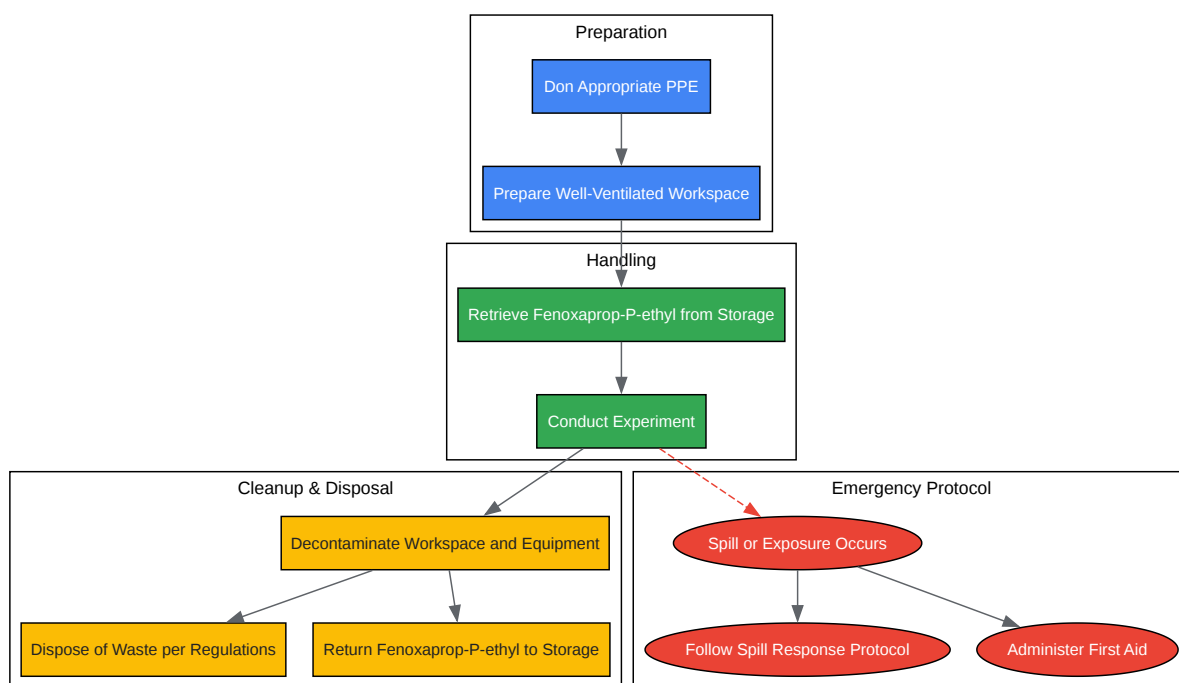 Preparation
Don Appropriate PPE
Prepare Well-Ventilated Workspace
Handling
Retrieve Fenoxaprop-P-ethyl from Storage
Conduct Experiment
Cleanup & Disposal
Decontaminate Workspace and Equipment
Dispose of Waste per Regulations
Return Fenoxaprop-P-ethyl to Storage
Emergency Protocol
Spill or Exposure Occurs
Follow Spill Response Protocol
Administer First Aid